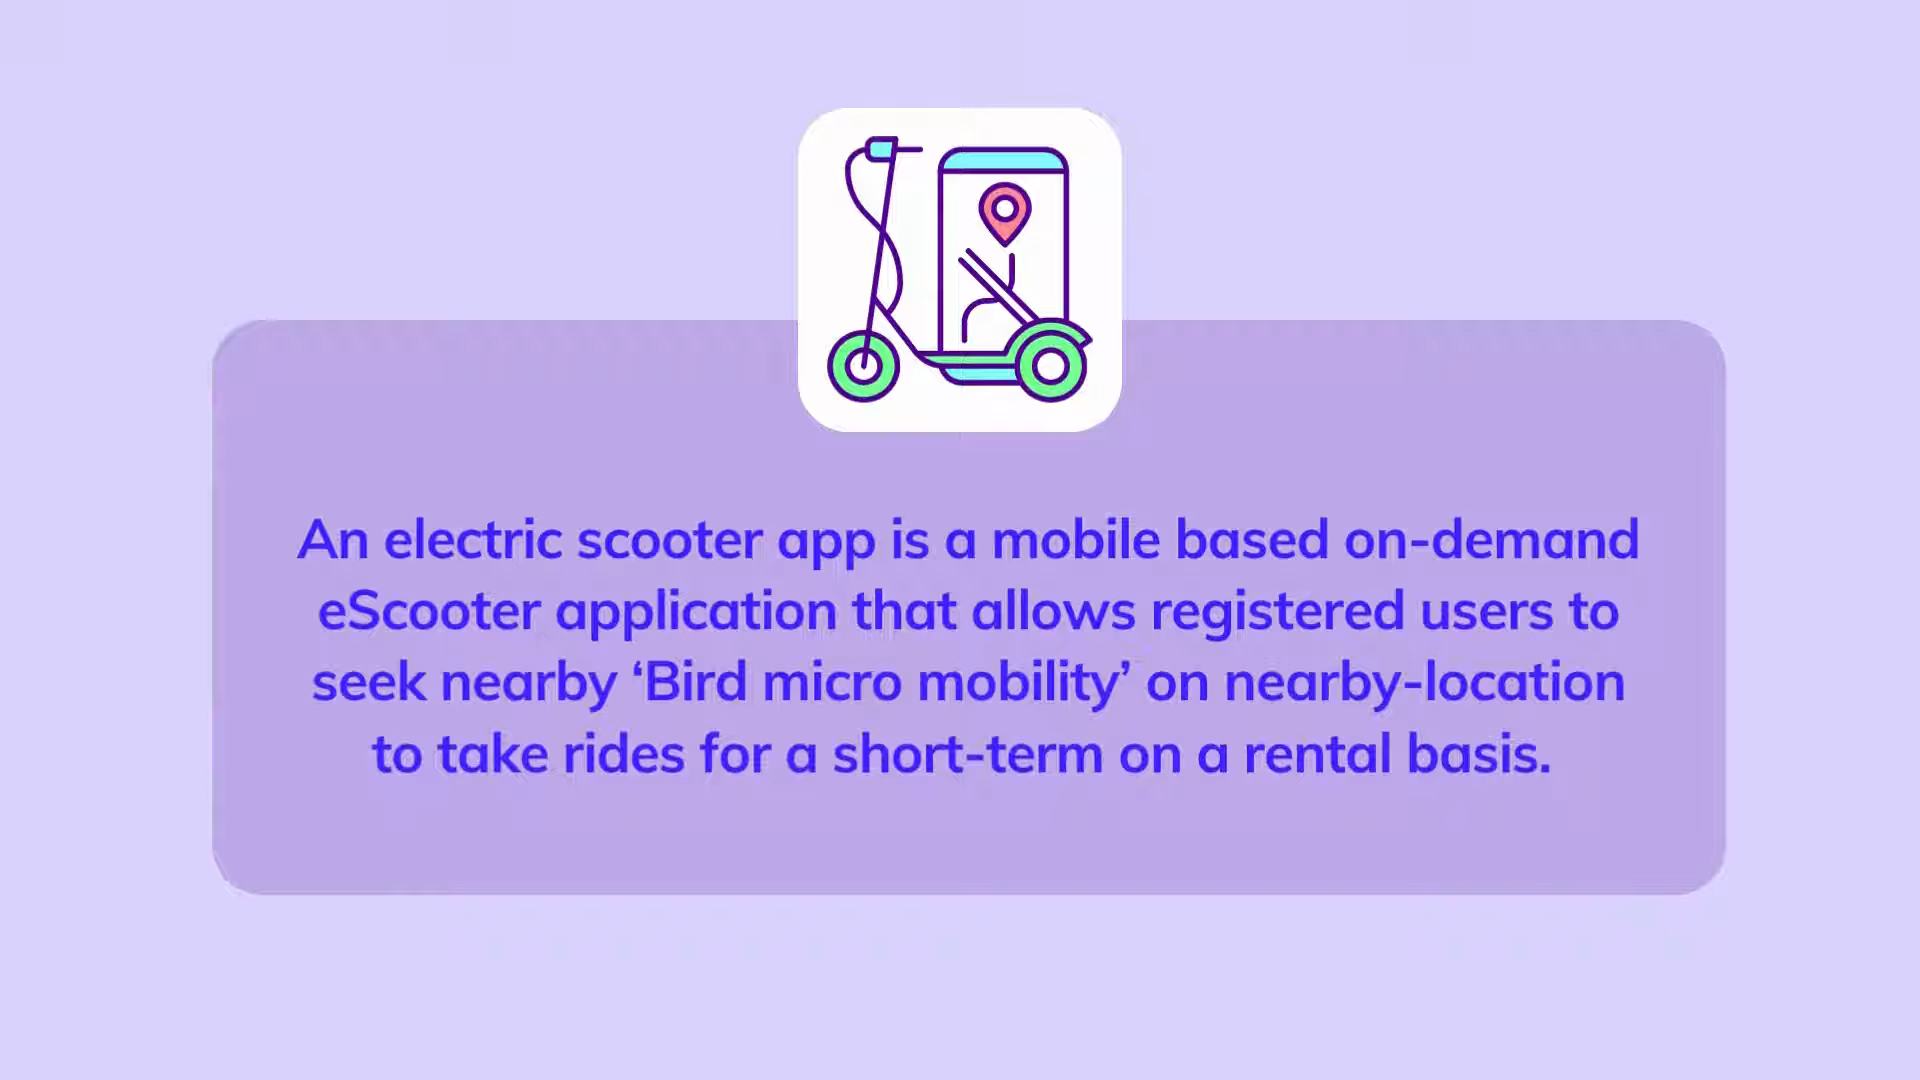 An electric scooter app is a mobile based on-demand
eScooter application that allows registered users to
seek nearby ‘Bird micro mobility’ on nearby-location
to take rides for a short-term on a rental basis.